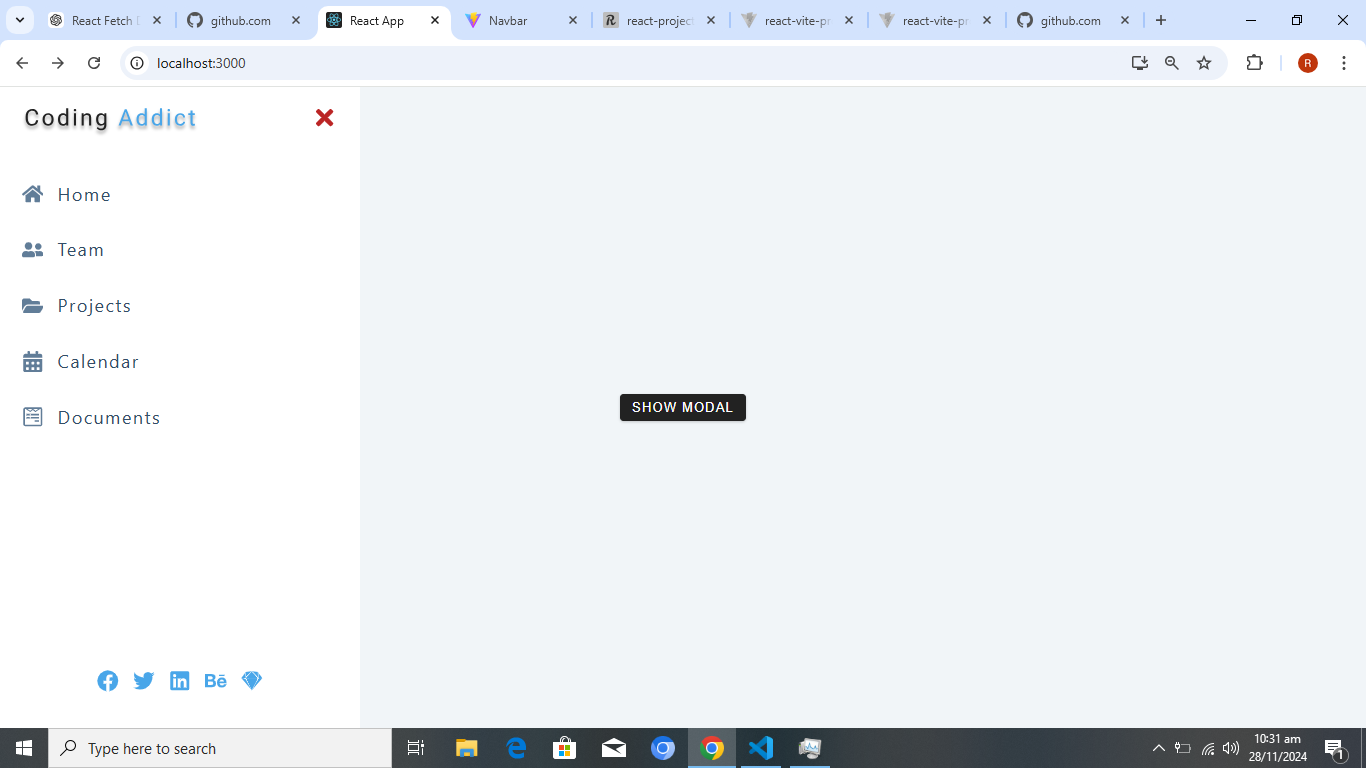 React Fetch D
github.com
React App
Navbar
react-project
react-vite-pr
react-vite-pr
github.com
localhost:3000
R
Coding Addict
Home
Team
Projects
Calendar
Documents
SHOW MODAL
Bē
Type here to search
10:31 am
28/11/2024
1